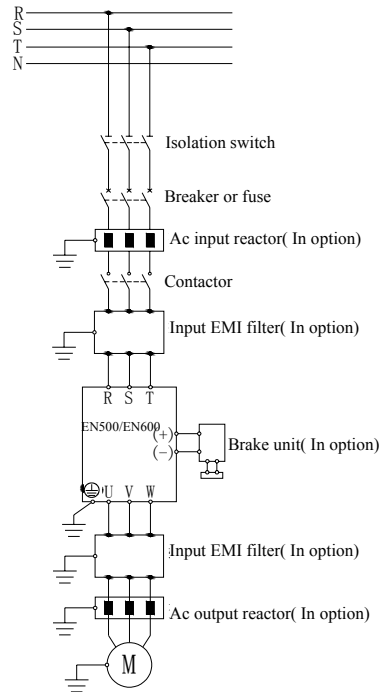 R
S
T
N
Isolation switch
Breaker or fuse
Ac input reactor( In option)
Contactor
Input EMI filter( In option)
R S T
EN500/EN600
(+)
(−)
Brake unit( In option)
U V W
Input EMI filter( In option)
Ac output reactor( In option)
M